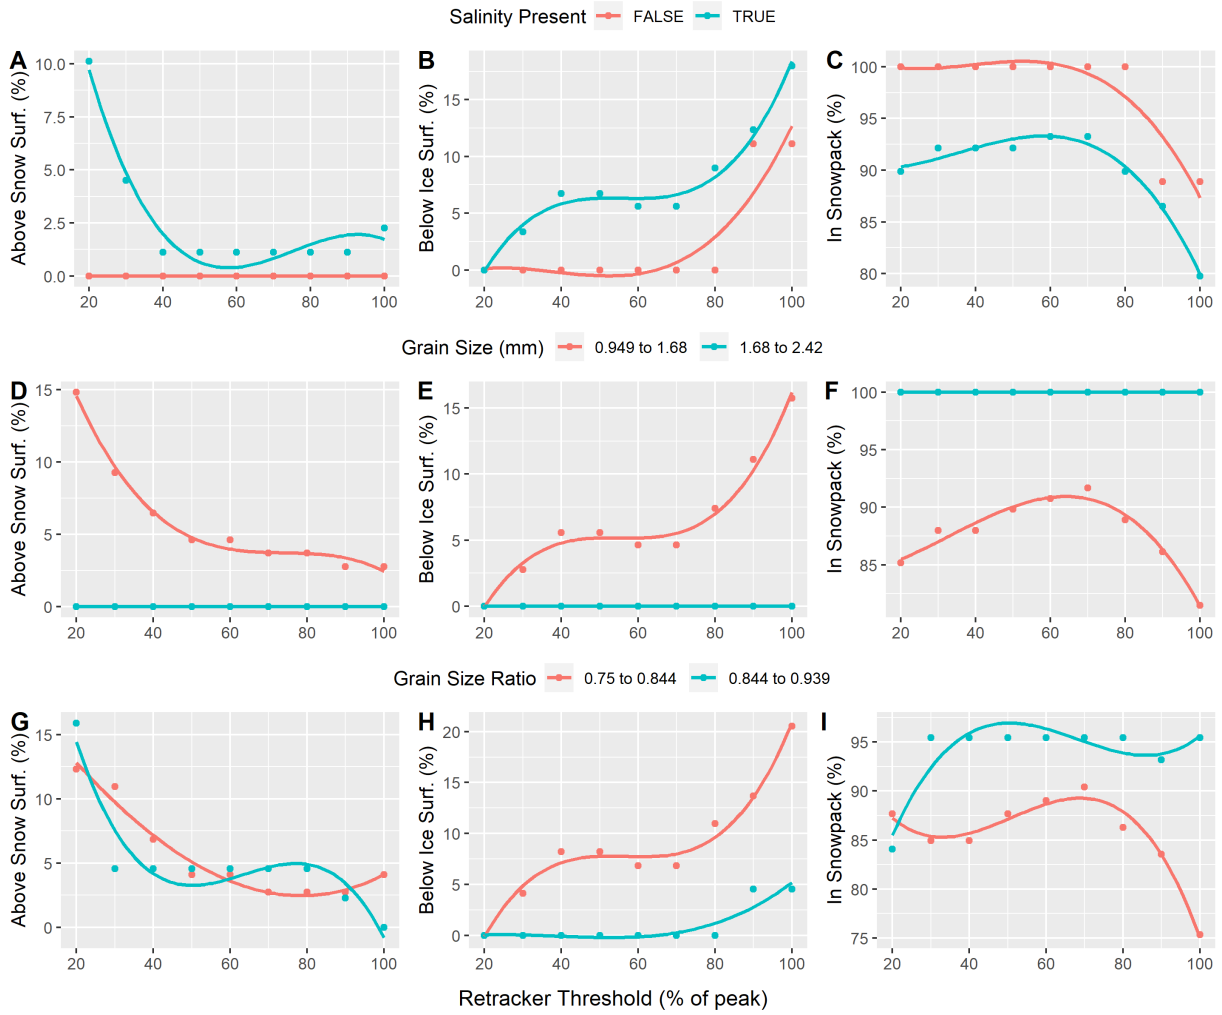 Salinity Present FALSE TRUE
A B C
Above Snow Surf. (%)
10.0
7.5
5.0
2.5
0.0
20 40 60 80 100
Below Ice Surf. (%)
15
10
5
0
20 40 60 80 100
In Snowpack (%)
100
95
90
85
80
20 40 60 80 100
Grain Size (mm) 0.949 to 1.68 1.68 to 2.42
D E F
Above Snow Surf. (%)
15
10
5
0
20 40 60 80 100
Below Ice Surf. (%)
15
10
5
0
20 40 60 80 100
In Snowpack (%)
100
95
90
85
20 40 60 80 100
Grain Size Ratio 0.75 to 0.844 0.844 to 0.939
G H I
Above Snow Surf. (%)
15
10
5
0
20 40 60 80 100
Below Ice Surf. (%)
20
15
10
5
0
20 40 60 80 100
In Snowpack (%)
95
90
85
80
75
20 40 60 80 100
Retracker Threshold (% of peak)